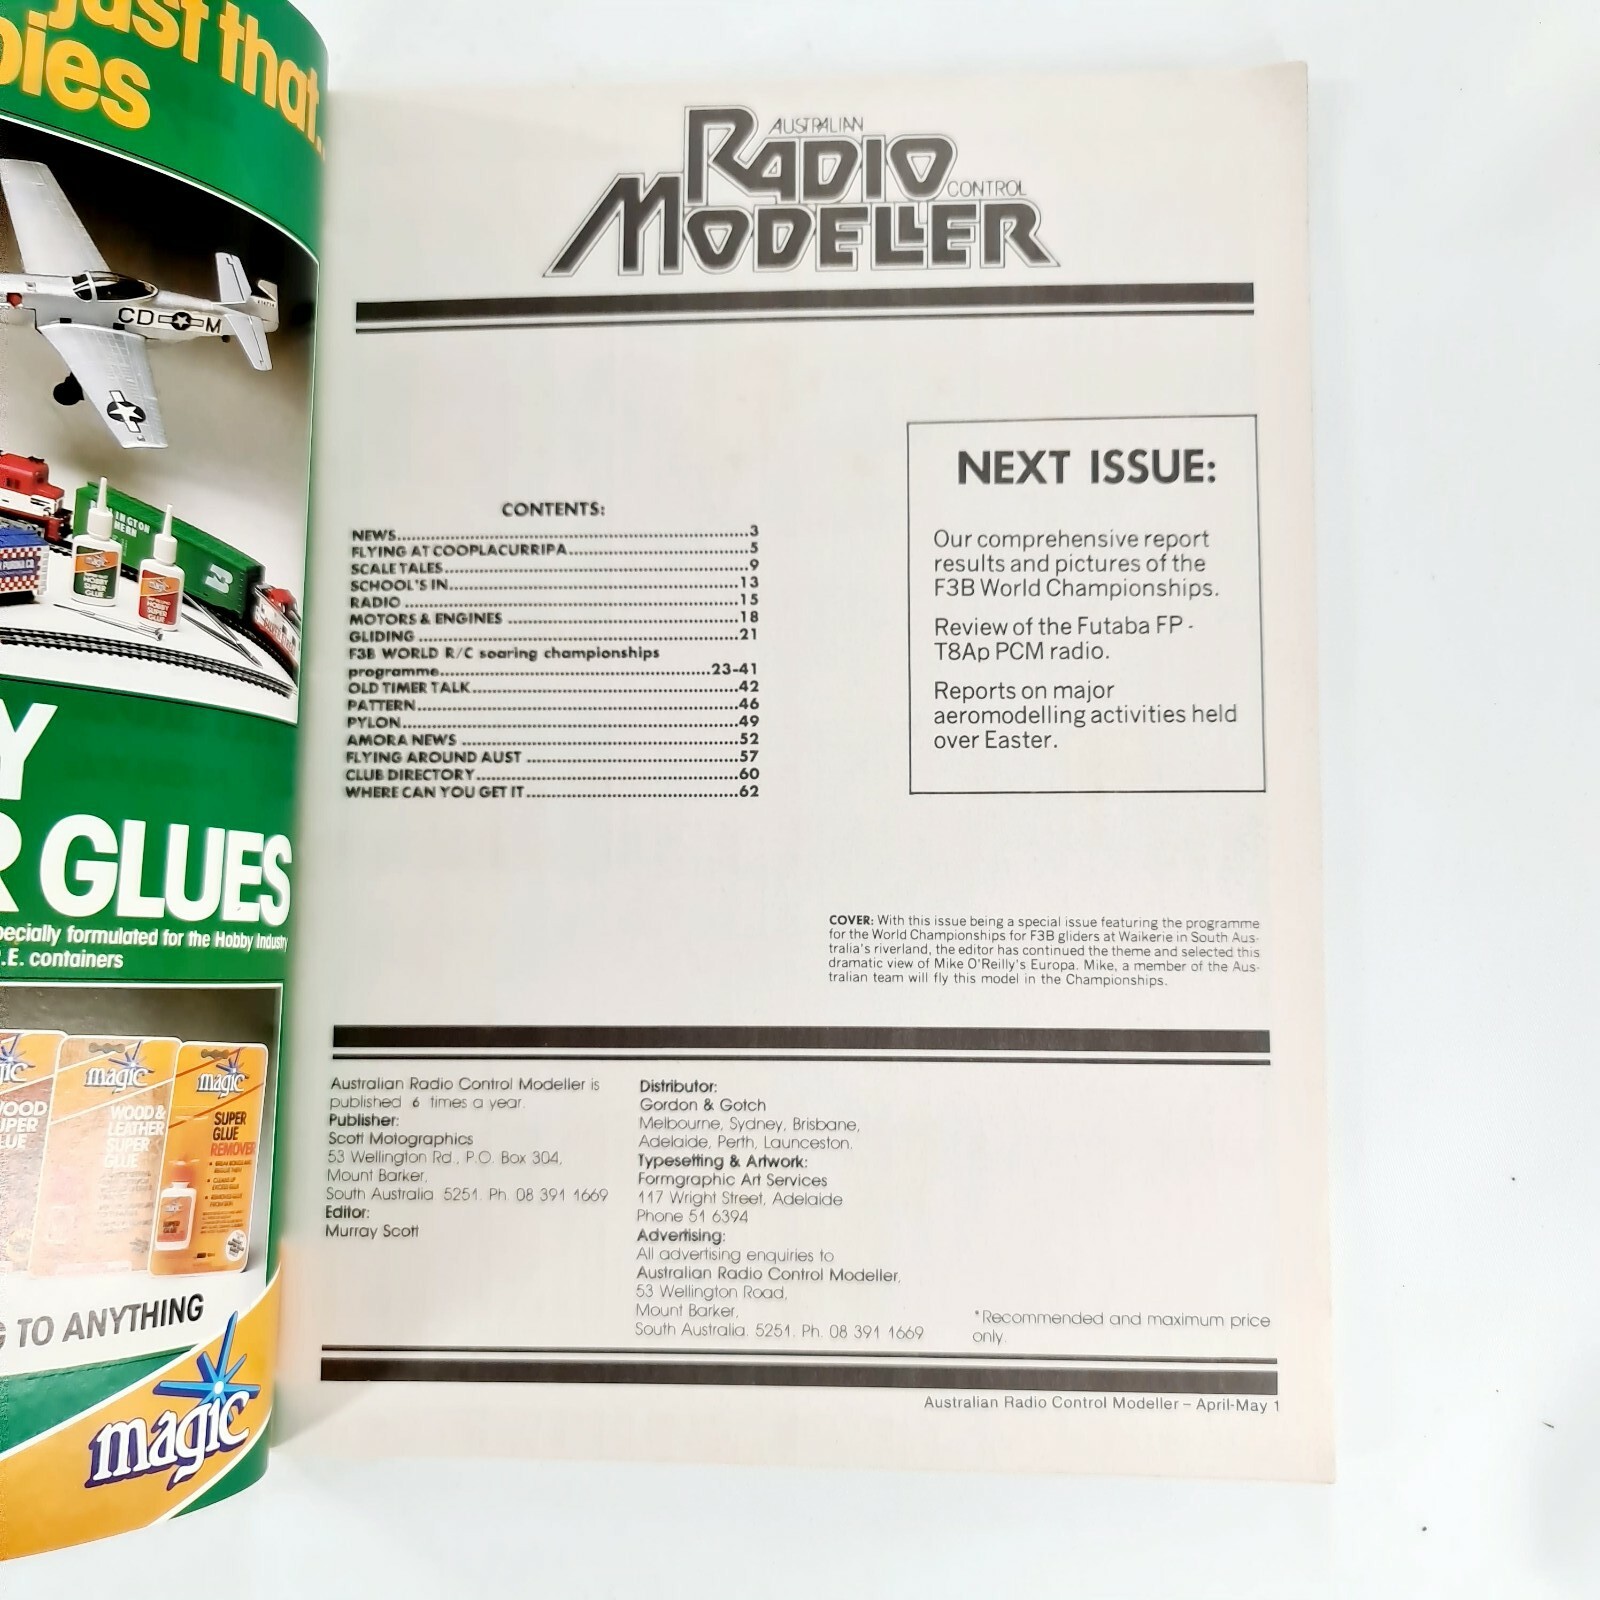 just that...
bies
CD M
Y
R GLUES
pecially formulated for the Hobby Industry
.E. containers
magic
magic
WOOD &
LEATHER
SUPER
GLUE
SUPER
GLUE
REMOVER
TO ANYTHING
magic
AUSTRALIAN
RADIO
CONTROL
MODELLER
CONTENTS:
NEWS 3
FLYING AT COOPLACURRIPA 5
SCALE TALES 9
SCHOOL'S IN 13
RADIO 15
MOTORS & ENGINES 18
GLIDING 21
F3B WORLD R/C soaring championships
programme 23-41
OLD TIMER TALK 42
PATTERN 46
PYLON 49
AMORA NEWS 52
FLYING AROUND AUST 57
CLUB DIRECTORY 60
WHERE CAN YOU GET IT 62
NEXT ISSUE:
Our comprehensive report
results and pictures of the
F3B World Championships.
Review of the Futaba FP -
T8Ap PCM radio.
Reports on major
aeromodelling activities held
over Easter.
COVER: With this issue being a special issue featuring the programme
for the World Championships for F3B gliders at Waikerie in South Aus-
tralia's riverland, the editor has continued the theme and selected this
dramatic view of Mike O'Reilly's Europa. Mike, a member of the Aus-
tralian team will fly this model in the Championships.
Australian Radio Control Modeller is
published 6 times a year.
Publisher:
Scott Motographics
53 Wellington Rd., P.O. Box 304,
Mount Barker,
South Australia 5251. Ph. 08 391 1669
Editor:
Murray Scott
Distributor:
Gordon & Gotch
Melbourne, Sydney, Brisbane,
Adelaide, Perth, Launceston.
Typesetting & Artwork:
Formgraphic Art Services
117 Wright Street, Adelaide
Phone 51 6394
Advertising:
All advertising enquiries to
Australian Radio Control Modeller,
53 Wellington Road,
Mount Barker,
South Australia. 5251. Ph. 08 391 1669
*Recommended and maximum price
only.
Australian Radio Control Modeller – April-May 1